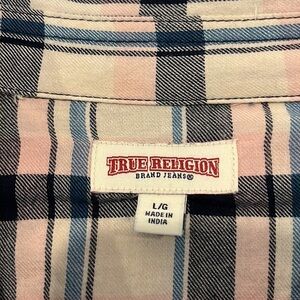 TRUE RELIGION
BRAND JEANS®
L/G
MADE IN
INDIA